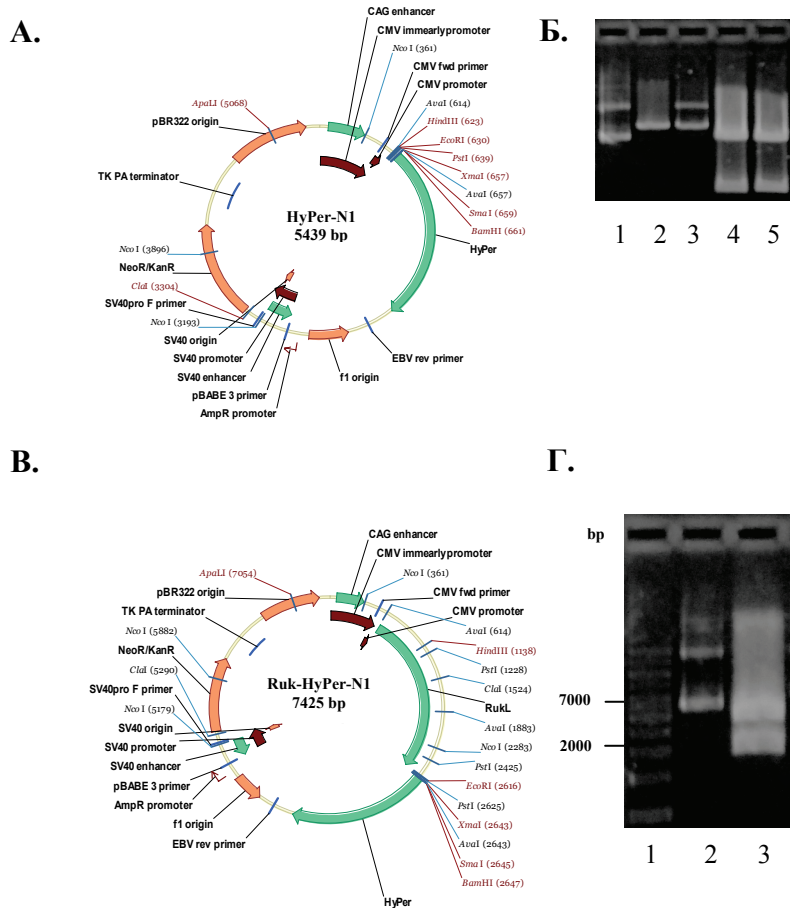 А.
CAG enhancer
CMV immearlypromoter
NcoI (361)
CMV fwd primer
CMV promoter
AvaI (614)
HindIII (623)
EcoRI (630)
PstI (639)
XmaI (657)
AvaI (657)
SmaI (659)
BamHI (661)
HyPer
EBV rev primer
f1 origin
AmpR promoter
pBABE 3 primer
SV40 enhancer
SV40 promoter
SV40 origin
NcoI (3193)
SV40pro F primer
ClaI (3304)
NeoR/KanR
NcoI (3896)
TK PA terminator
pBR322 origin
ApaLI (5068)
HyPer-N1
5439 bp
Б.
1 2 3 4 5
В.
CAG enhancer
CMV immearlypromoter
NcoI (361)
CMV fwd primer
CMV promoter
AvaI (614)
HindIII (1138)
PstI (1228)
ClaI (1524)
RukL
AvaI (1883)
NcoI (2283)
PstI (2425)
EcoRI (2616)
PstI (2625)
XmaI (2643)
AvaI (2643)
SmaI (2645)
BamHI (2647)
HyPer
EBV rev primer
f1 origin
AmpR promoter
pBABE 3 primer
SV40 enhancer
SV40 promoter
SV40 origin
NcoI (5179)
SV40pro F primer
ClaI (5290)
NeoR/KanR
NcoI (5882)
TK PA terminator
pBR322 origin
ApaLI (7054)
Ruk-HyPer-N1
7425 bp
Г.
bp
7000
2000
1 2 3